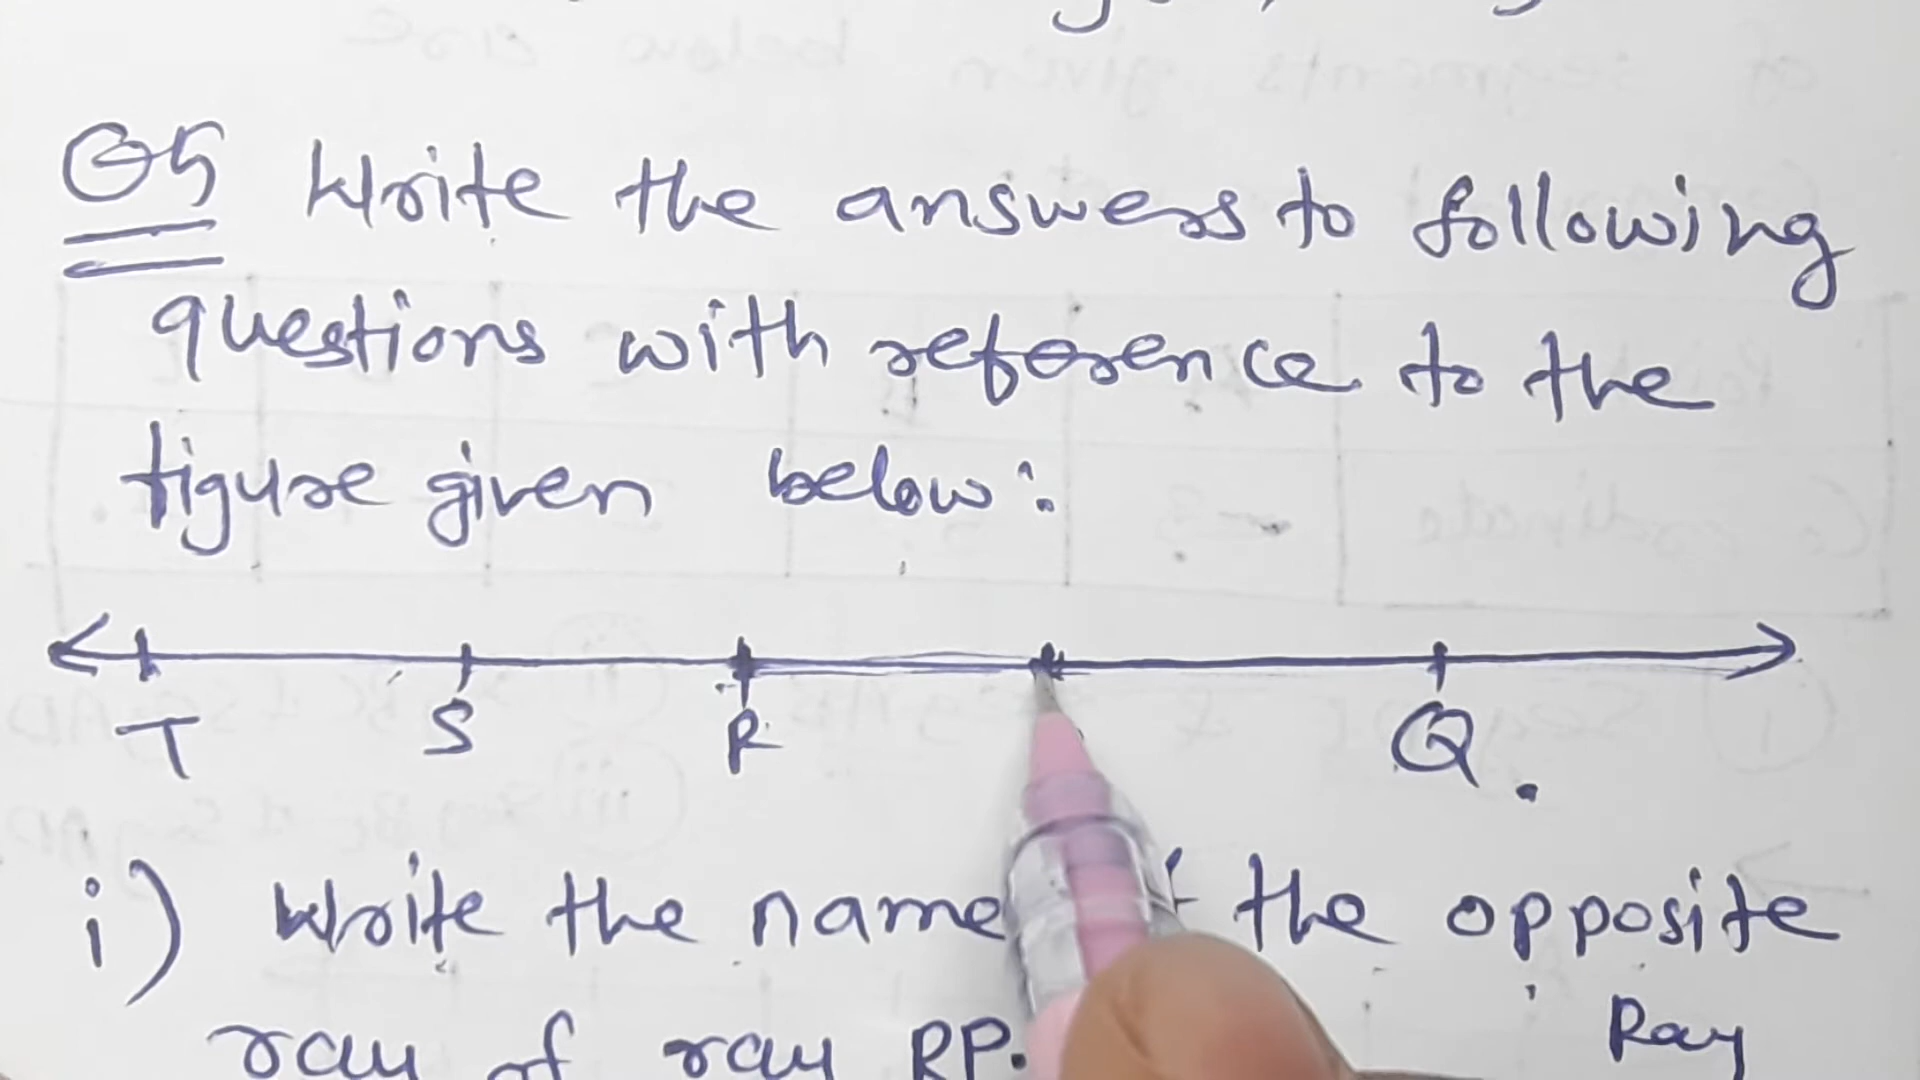 Q5 Write the answers to following
questions with reference to the
figure given below:
T S R Q.
i) Write the name the opposite
ray of ray RP. Ray